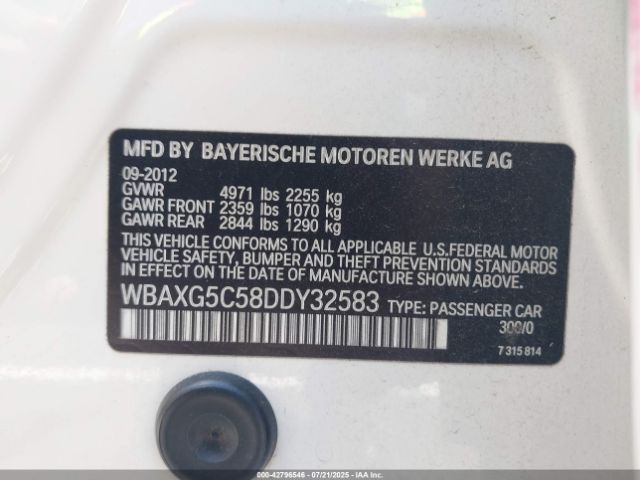 MFD BY BAYERISCHE MOTOREN WERKE AG
09-2012
GVWR 4971 lbs 2255 kg
GAWR FRONT 2359 lbs 1070 kg
GAWR REAR 2844 lbs 1290 kg
THIS VEHICLE CONFORMS TO ALL APPLICABLE U.S.FEDERAL MOTOR
VEHICLE SAFETY, BUMPER AND THEFT PREVENTION STANDARDS
IN EFFECT ON THE DATE OF MANUFACTURE SHOWN ABOVE.
WBAXG5C58DDY32583 TYPE: PASSENGER CAR
300/0
7 315 814
000-42796546 - 07/21/2025 - IAA Inc.